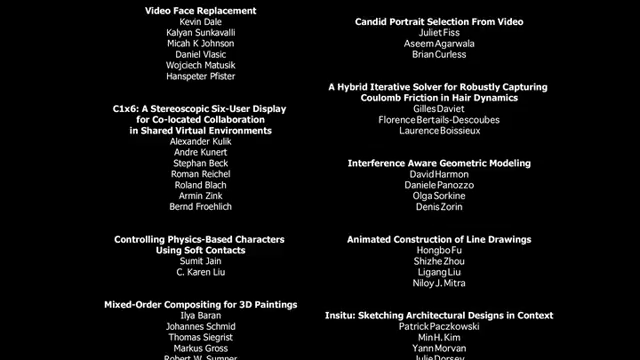 Video Face Replacement
Kevin Dale
Kalyan Sunkavalli
Micah K Johnson
Daniel Vlasic
Wojciech Matusik
Hanspeter Pfister
C1x6: A Stereoscopic Six-User Display
for Co-located Collaboration
in Shared Virtual Environments
Alexander Kulik
Andre Kunert
Stephan Beck
Roman Reichel
Roland Blach
Armin Zink
Bernd Froehlich
Controlling Physics-Based Characters
Using Soft Contacts
Sumit Jain
C. Karen Liu
Mixed-Order Compositing for 3D Paintings
Ilya Baran
Johannes Schmid
Thomas Siegrist
Markus Gross
Robert W. Sumner
Candid Portrait Selection From Video
Juliet Fiss
Aseem Agarwala
Brian Curless
A Hybrid Iterative Solver for Robustly Capturing
Coulomb Friction in Hair Dynamics
Gilles Daviet
Florence Bertails-Descoubes
Laurence Boissieux
Interference Aware Geometric Modeling
David Harmon
Daniele Panozzo
Olga Sorkine
Denis Zorin
Animated Construction of Line Drawings
Hongbo Fu
Shizhe Zhou
Ligang Liu
Niloy J. Mitra
Insitu: Sketching Architectural Designs in Context
Patrick Paczkowski
Min H. Kim
Yann Morvan
Julie Dorsey